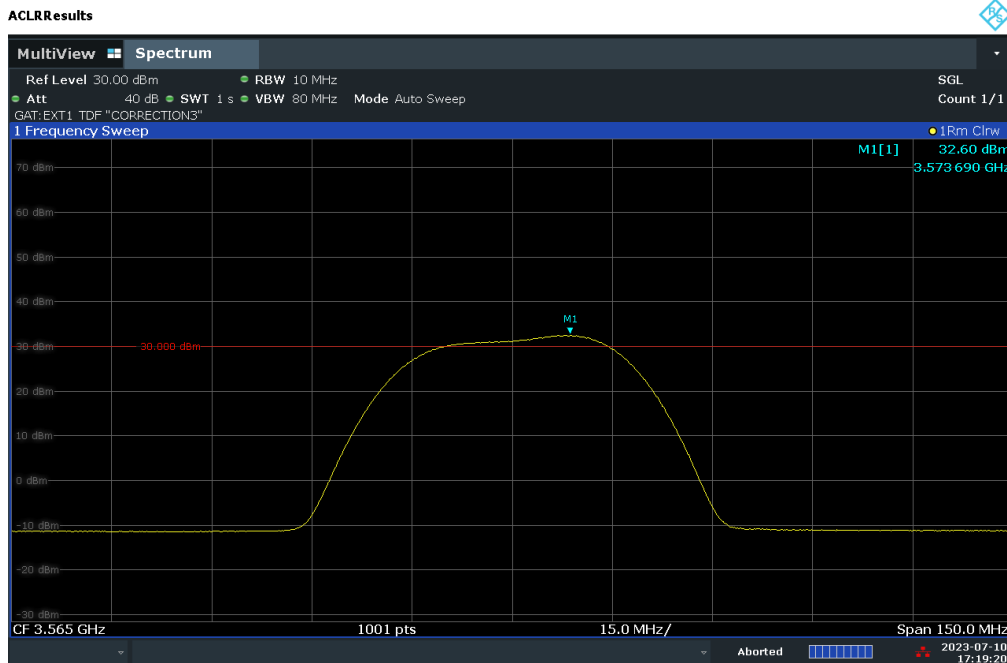 ACLRResults
R&S
MultiView Spectrum
Ref Level 30.00 dBm RBW 10 MHz SGL
Att 40 dB SWT 1 s VBW 80 MHz Mode Auto Sweep Count 1/1
GAT:EXT1 TDF "CORRECTION3"
1 Frequency Sweep 1Rm Clrw
M1[1] 32.60 dBm
3.573 690 GHz
70 dBm
60 dBm
50 dBm
40 dBm
M1
30 dBm 30.000 dBm
20 dBm
10 dBm
0 dBm
-10 dBm
-20 dBm
-30 dBm
CF 3.565 GHz 1001 pts 15.0 MHz/ Span 150.0 MHz
Aborted 2023-07-10
17:19:20